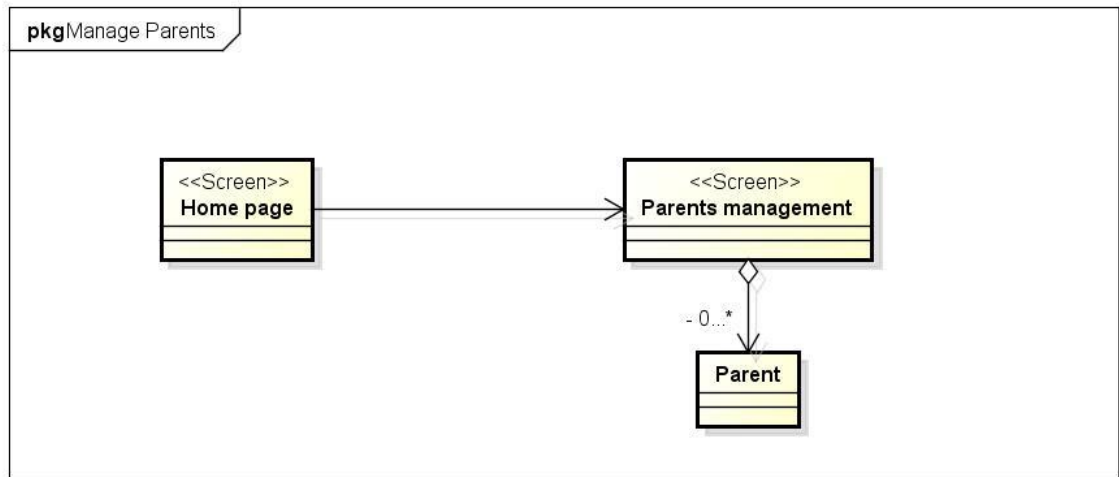 pkgManage Parents
<<Screen>>
Home page
<<Screen>>
Parents management
- 0...*
Parent